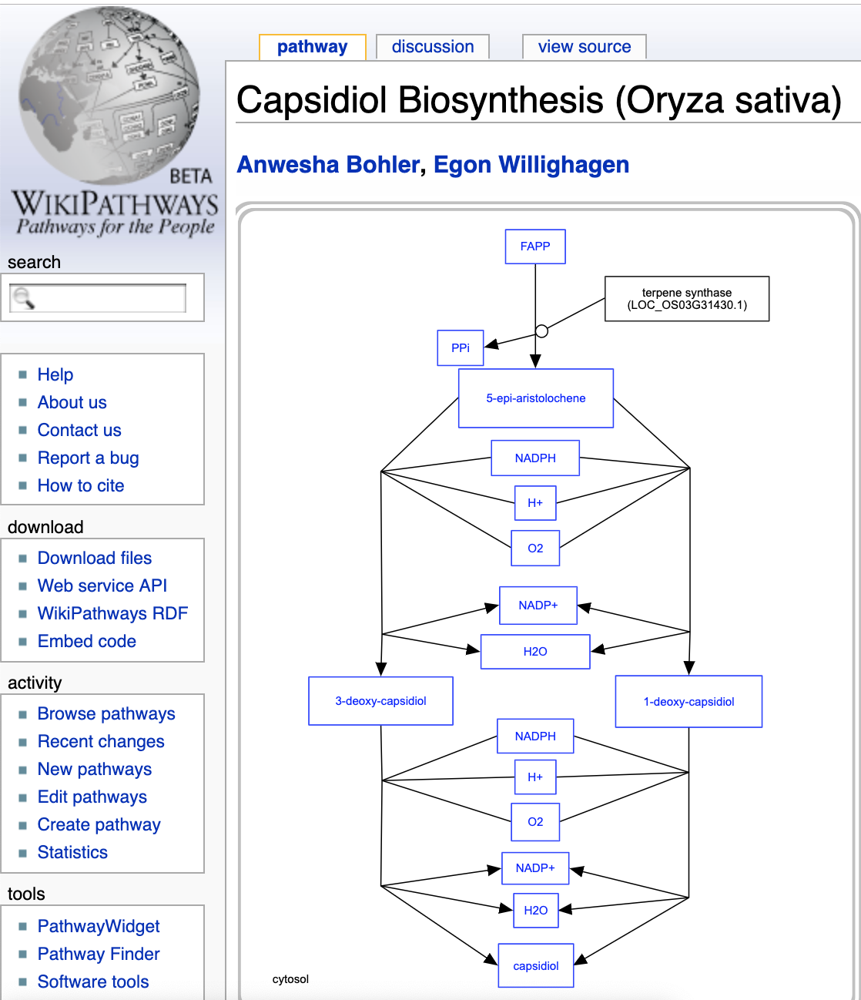 BETA
WIKIPATHWAYS
Pathways for the People
search
Help
About us
Contact us
Report a bug
How to cite
download
Download files
Web service API
WikiPathways RDF
Embed code
activity
Browse pathways
Recent changes
New pathways
Edit pathways
Create pathway
Statistics
tools
PathwayWidget
Pathway Finder
Software tools
pathway
discussion
view source
Capsidiol Biosynthesis (Oryza sativa)
Anwesha Bohler, Egon Willighagen
FAPP
terpene synthase
(LOC_OS03G31430.1)
PPi
5-epi-aristolochene
NADPH
H+
O2
NADP+
H2O
3-deoxy-capsidiol
1-deoxy-capsidiol
NADPH
H+
O2
NADP+
H2O
capsidiol
cytosol